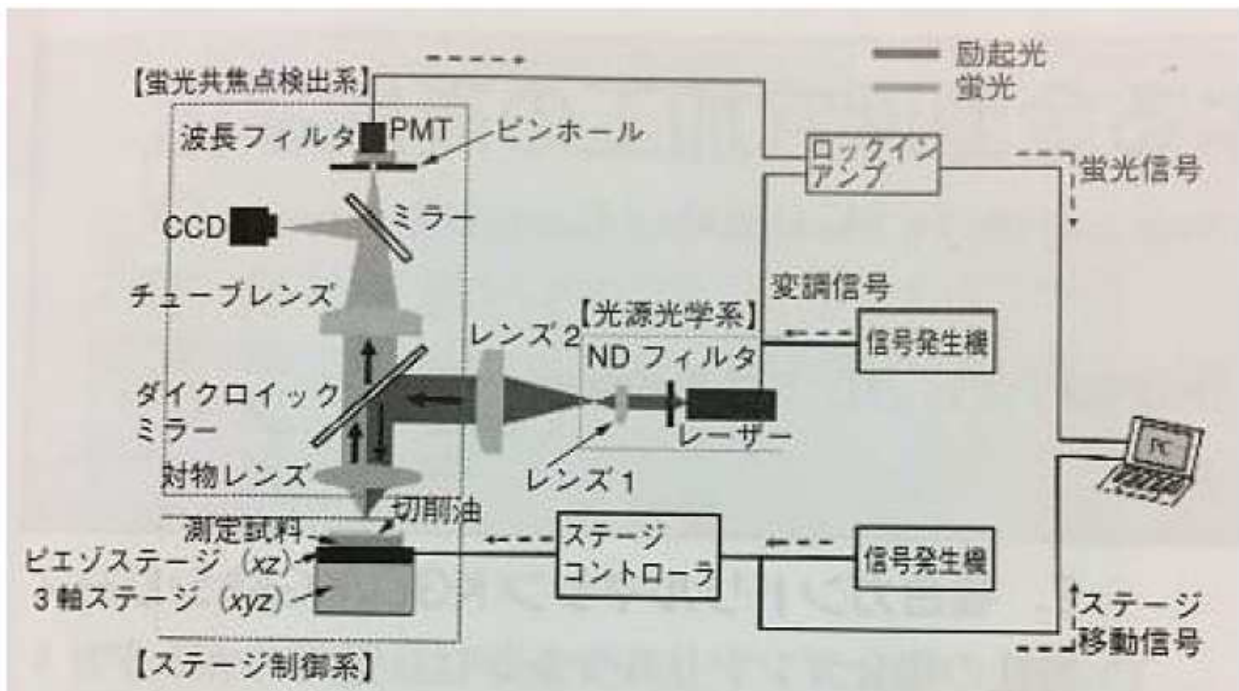 励起光
蛍光
【蛍光共焦点検出系】
波長フィルタ
PMT
ピンホール
ロックイン
アンプ
蛍光信号
CCD
ミラー
チューブレンズ
レンズ2
【光源光学系】
NDフィルタ
変調信号
信号発生機
ダイクロイック
ミラー
レーザー
レンズ1
対物レンズ
PC
切削油
測定試料
ピエゾステージ (xz)
3軸ステージ (xyz)
ステージ
コントローラ
信号発生機
ステージ
移動信号
【ステージ制御系】